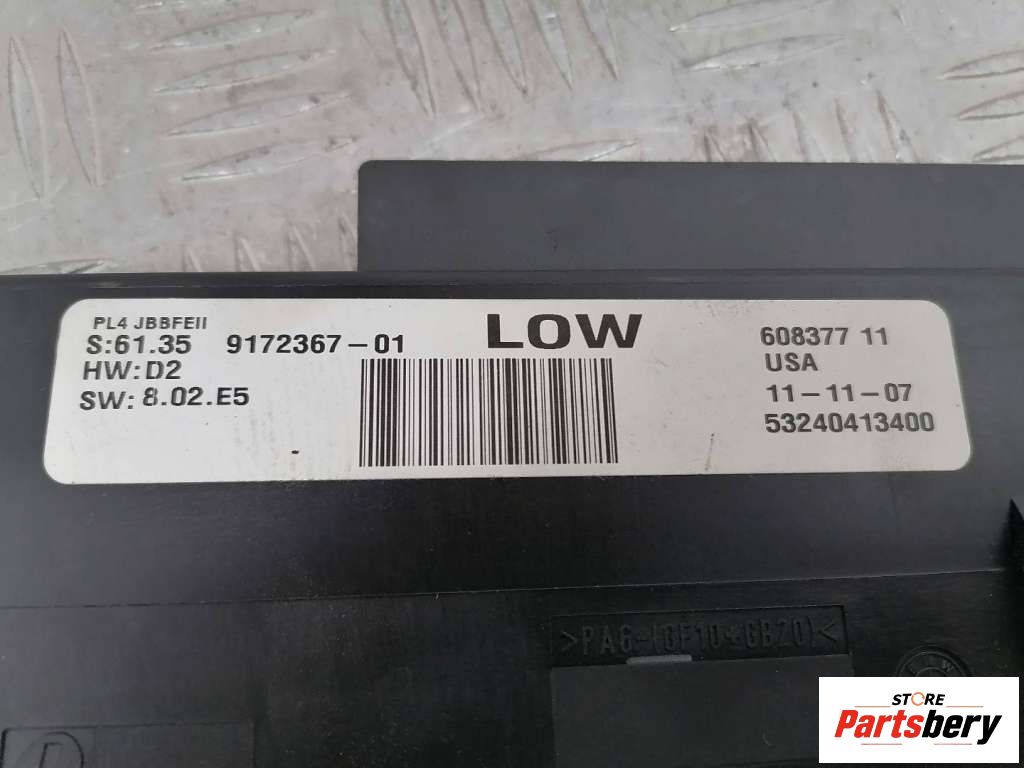 PL4 JBBFEII
S:61.35 9172367-01
HW:D2
SW: 8.02.E5
LOW
608377 11
USA
11-11-07
53240413400
>PA6-(GF10+GB20)<
STORE
Partsbery